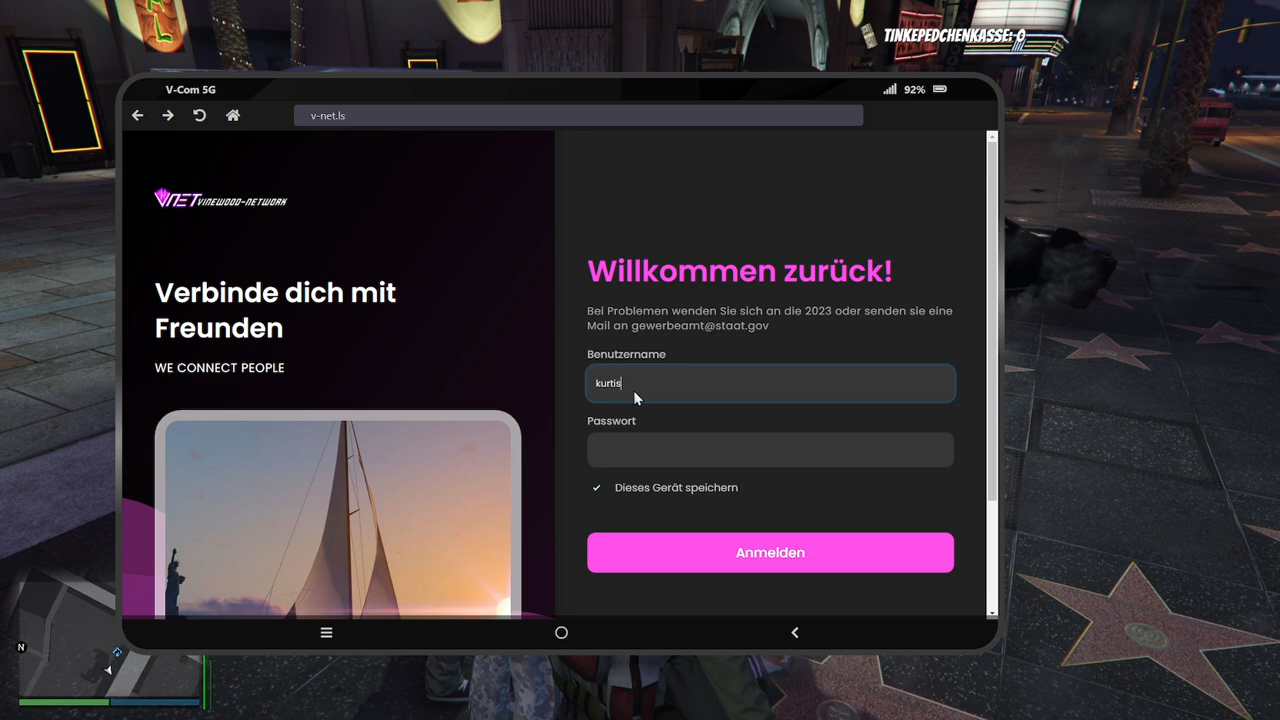 TINKEPEDCHENKASSE: 0
V-Com 5G
92%
v-net.ls
VNET VINEWOOD-NETWORK
Verbinde dich mit
Freunden
WE CONNECT PEOPLE
Willkommen zurück!
Bei Problemen wenden Sie sich an die 2023 oder senden sie eine
Mail an gewerbeamt@staat.gov
Benutzername
kurtis
Passwort
Dieses Gerät speichern
Anmelden
N